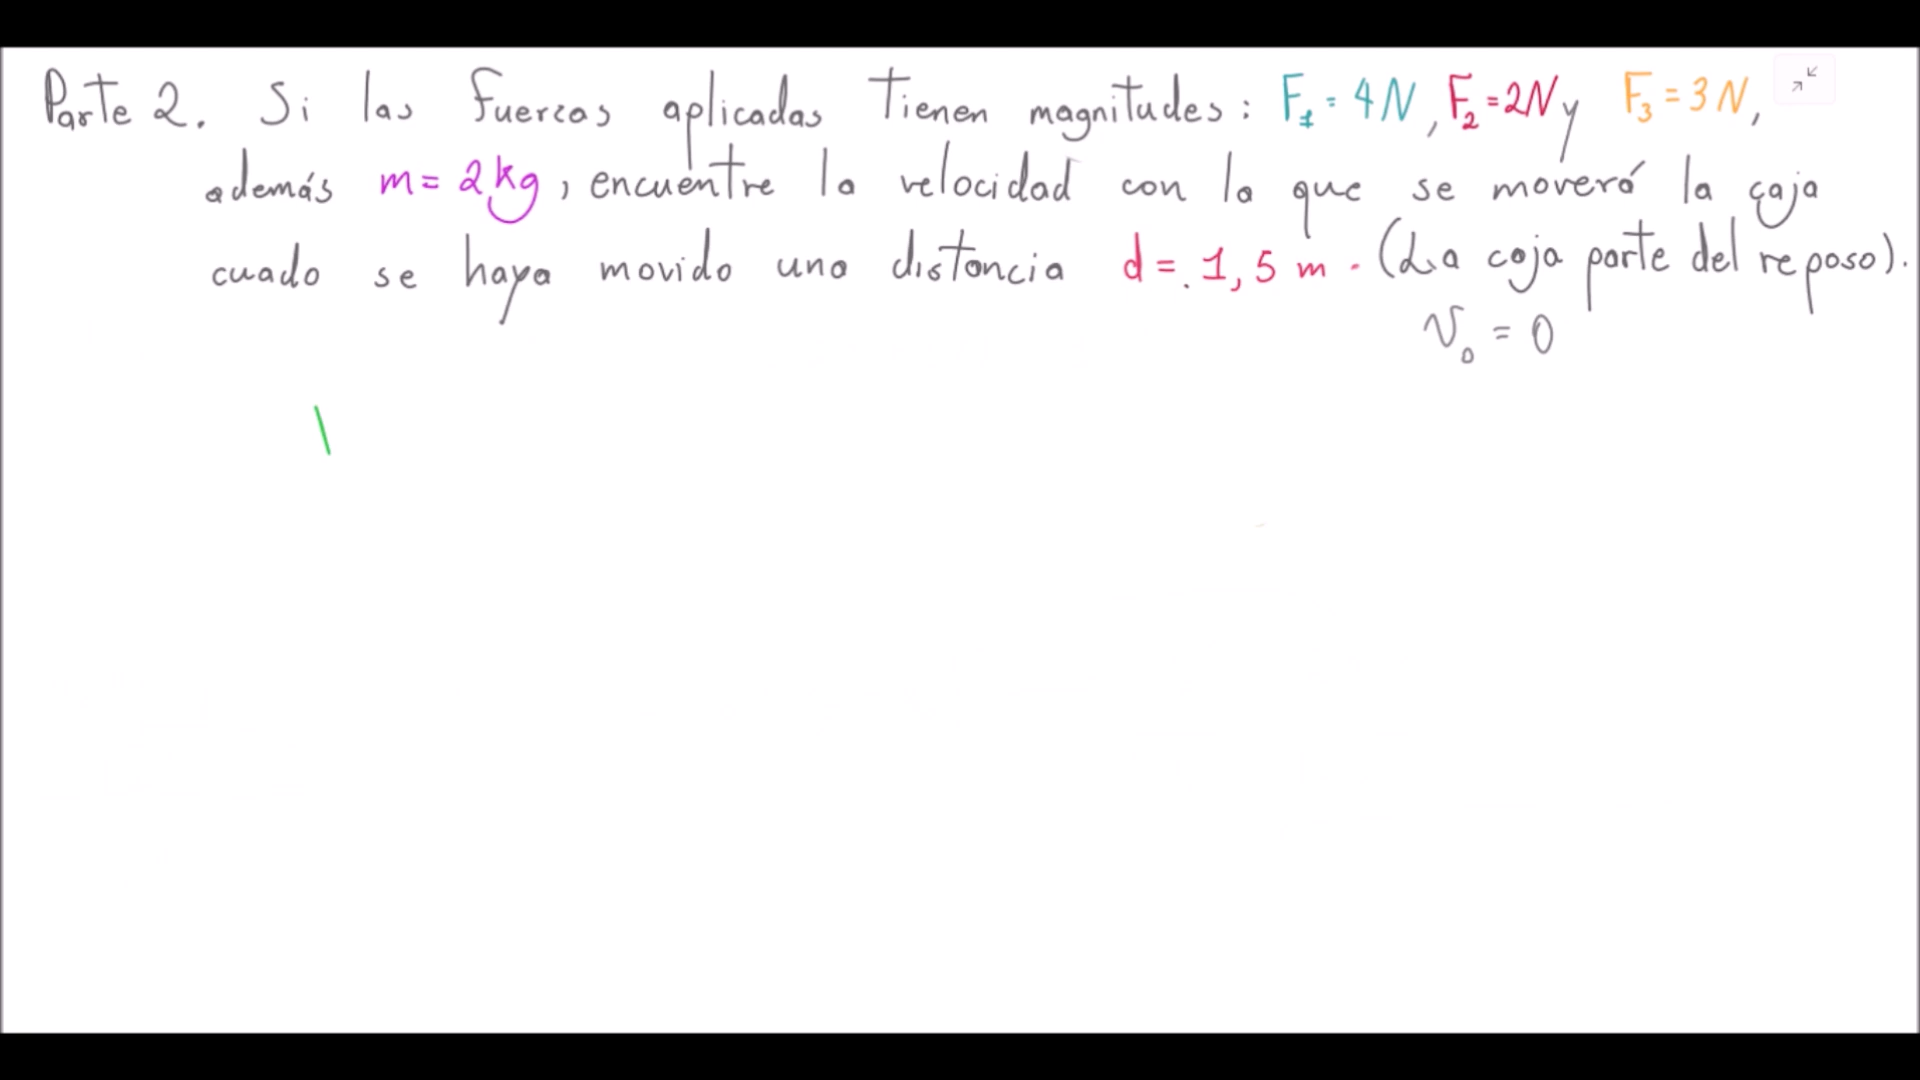 Parte 2. Si las fuerzas aplicadas tienen magnitudes: F₁ = 4N, F₂ = 2N y F₃ = 3N,
además m = 2kg, encuentre la velocidad con la que se moverá la caja
cuado se haya movido una distancia d = 1,5 m. (La caja parte del reposo).
V₀ = 0